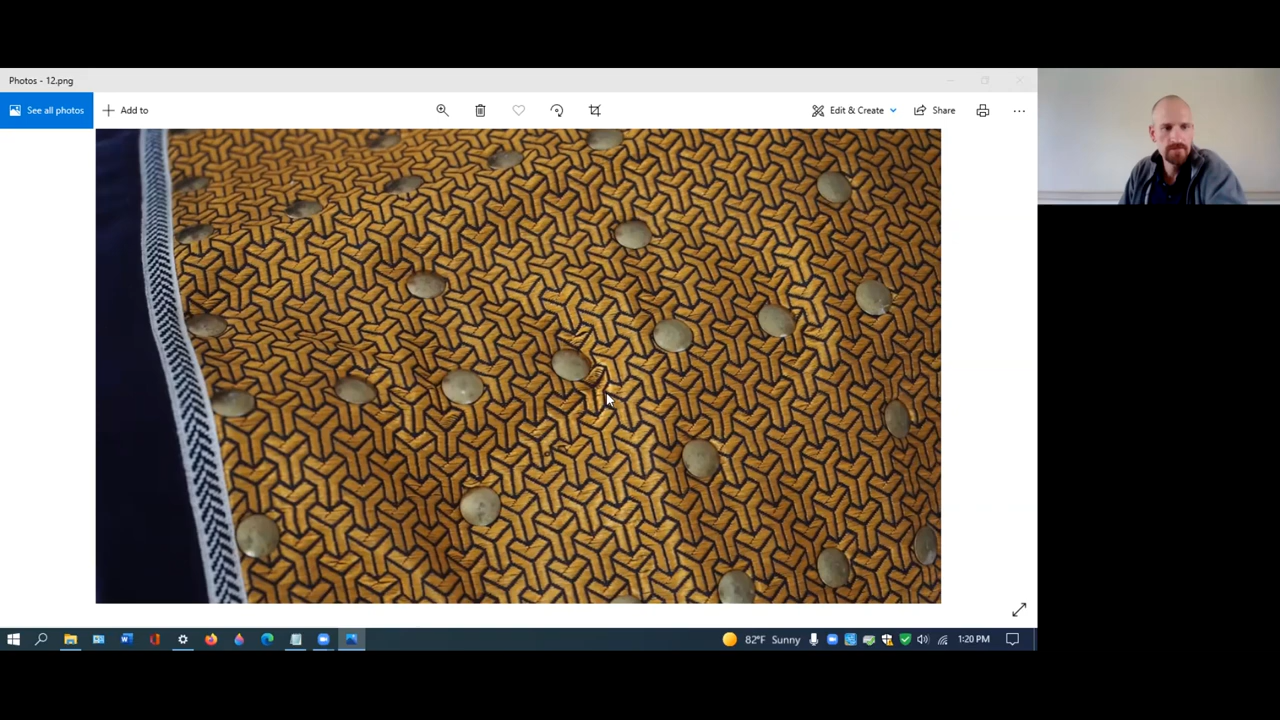 Photos - 12.png
See all photos
Add to
Edit & Create
Share
82°F Sunny
1:20 PM